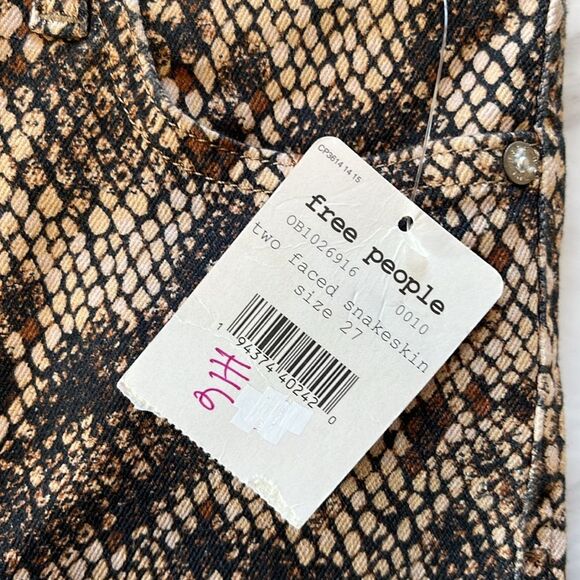 CP3614 14 15
free people
OB1026916 0010
two faced snakeskin
size 27
1 94374 40242 0